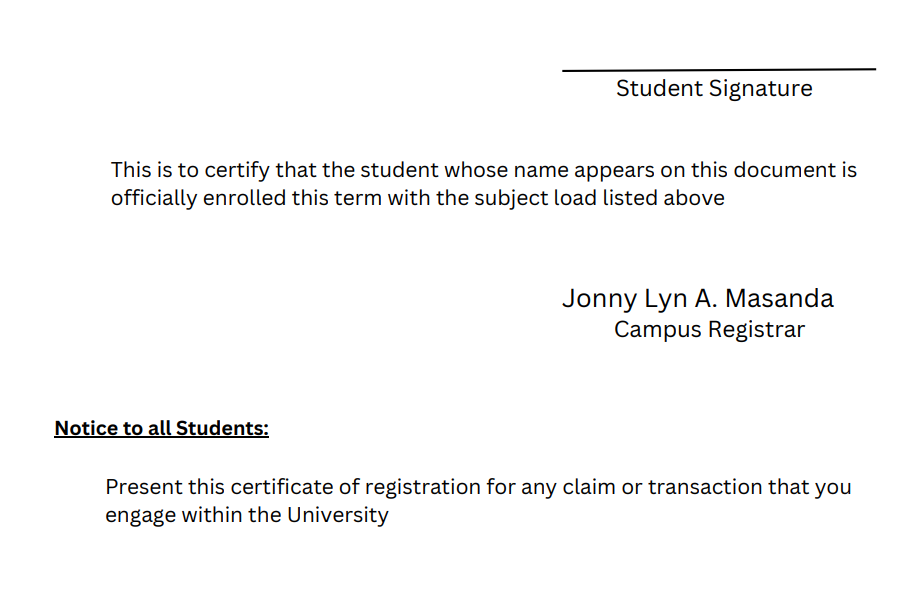 Student Signature
This is to certify that the student whose name appears on this document is
officially enrolled this term with the subject load listed above
Jonny Lyn A. Masanda
Campus Registrar
Notice to all Students:
Present this certificate of registration for any claim or transaction that you
engage within the University